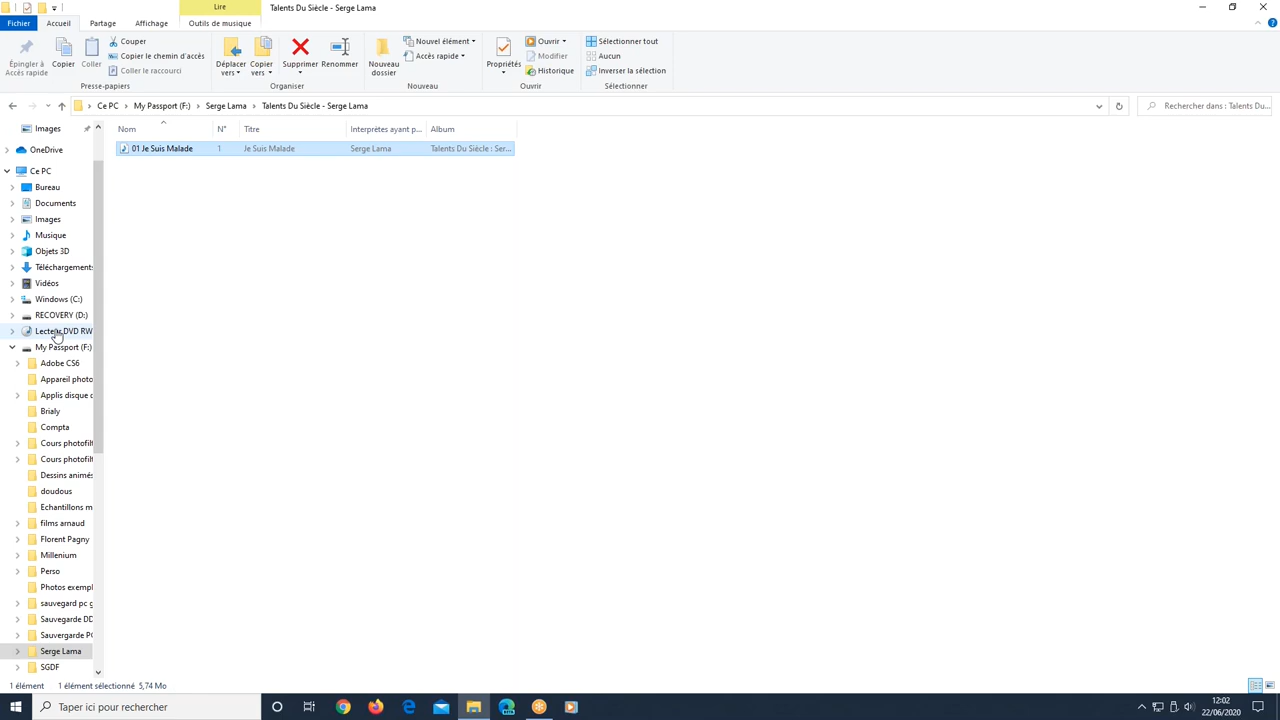 Lire
Talents Du Siècle - Serge Lama
Fichier
Accueil
Partage
Affichage
Outils de musique
Épingler à
Accès rapide
Copier
Coller
Couper
Copier le chemin d'accès
Coller le raccourci
Presse-papiers
Déplacer
vers
Copier
vers
Supprimer
Renommer
Organiser
Nouveau
dossier
Nouvel élément
Accès rapide
Nouveau
Propriétés
Ouvrir
Modifier
Historique
Ouvrir
Sélectionner tout
Aucun
Inverser la sélection
Sélectionner
Ce PC > My Passport (F:) > Serge Lama > Talents Du Siècle - Serge Lama
Rechercher dans : Talents Du...
Nom N° Titre Interprètes ayant p... Album
01 Je Suis Malade 1 Je Suis Malade Serge Lama Talents Du Siècle : Ser...
Images
OneDrive
Ce PC
Bureau
Documents
Images
Musique
Objets 3D
Téléchargements
Vidéos
Windows (C:)
RECOVERY (D:)
Lecteur DVD RW
My Passport (F:)
Adobe CS6
Appareil photo
Applis disque d
Brialy
Compta
Cours photofilt
Cours photofilt
Dessins animés
doudous
Echantillons m
films arnaud
Florent Pagny
Millenium
Perso
Photos exempl
sauvegard pc g
Sauvegarde DD
Sauvergarde PC
Serge Lama
SGDF
1 élément 1 élément sélectionné 5,74 Mo
Taper ici pour rechercher
12:02
22/06/2020